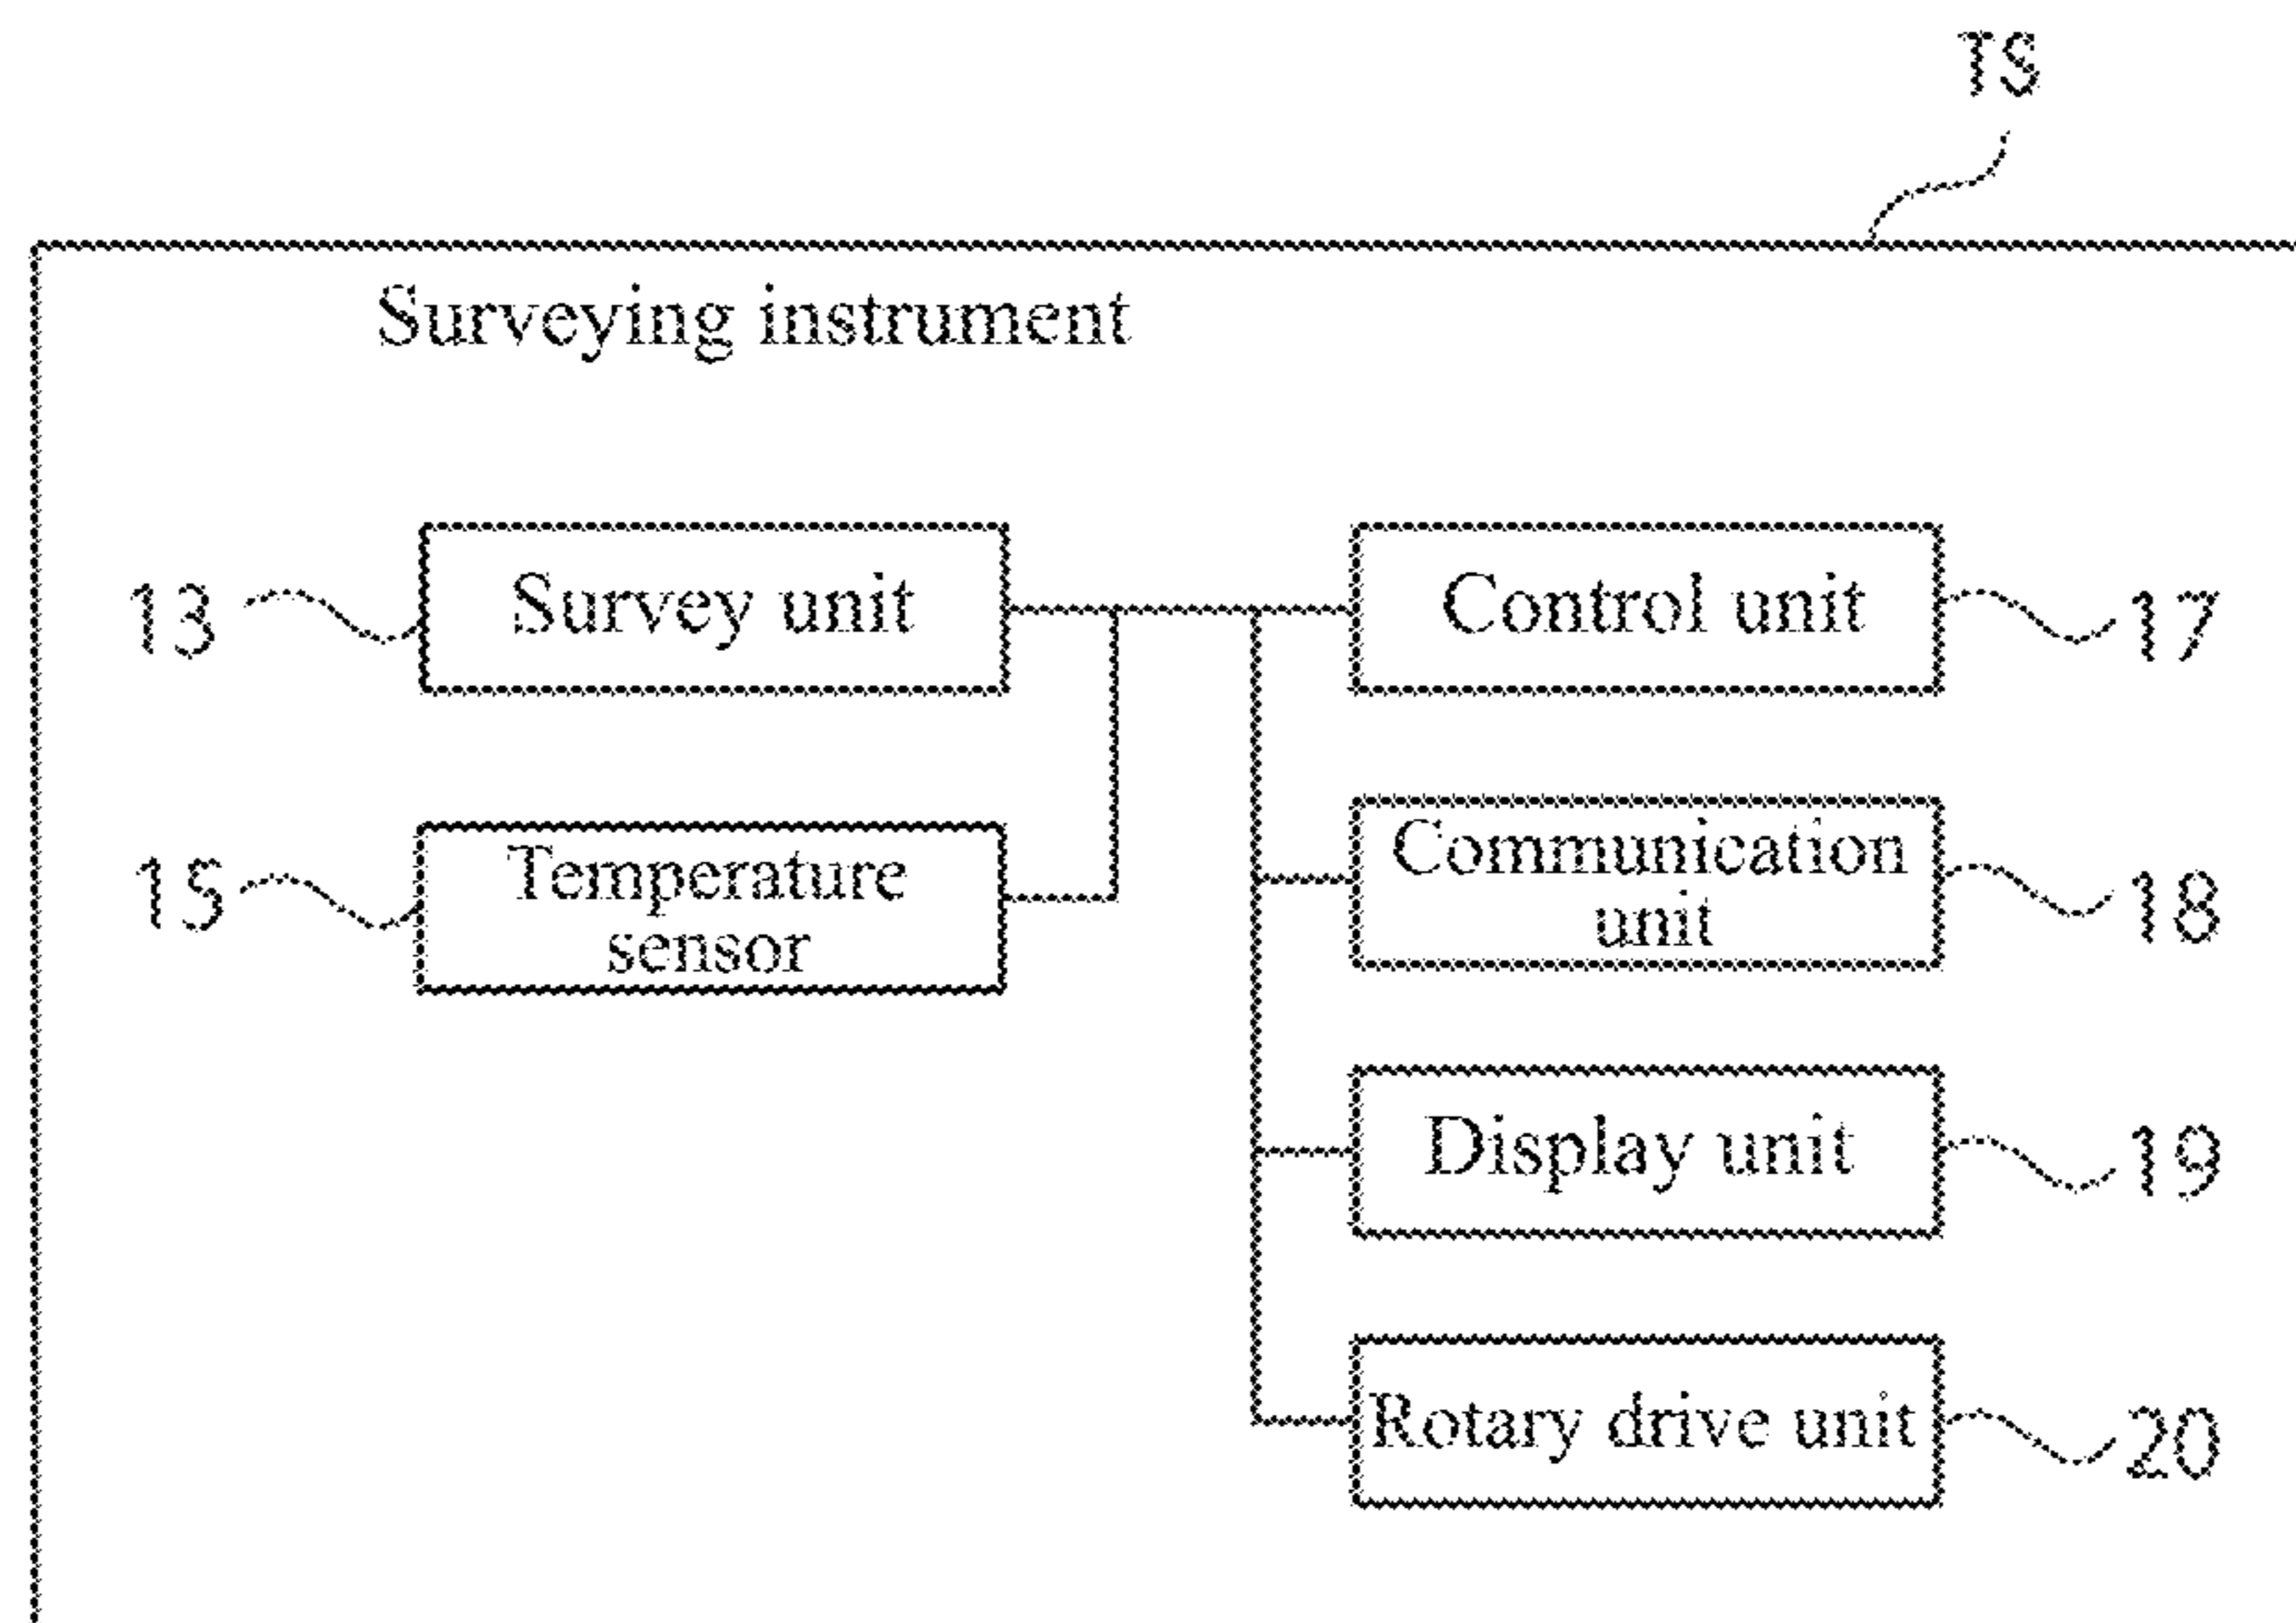 TS
Surveying instrument
13
Survey unit
Control unit
17
15
Temperature
sensor
Communication
unit
18
Display unit
19
Rotary drive unit
20